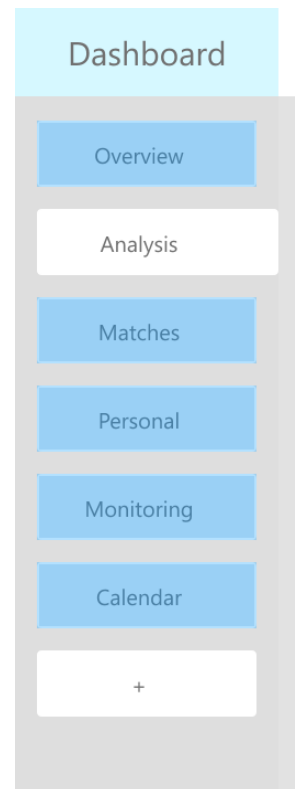 Dashboard
Overview
Analysis
Matches
Personal
Monitoring
Calendar
+